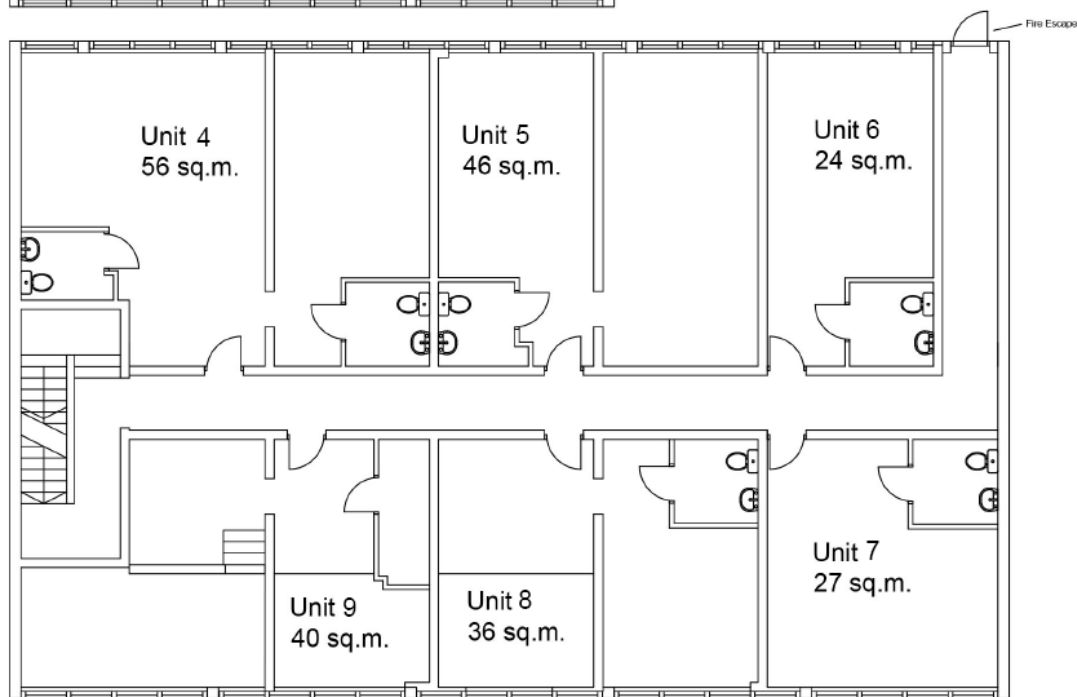 Fire Escape
Unit 4
56 sq.m.
Unit 5
46 sq.m.
Unit 6
24 sq.m.
Unit 7
27 sq.m.
Unit 9
40 sq.m.
Unit 8
36 sq.m.